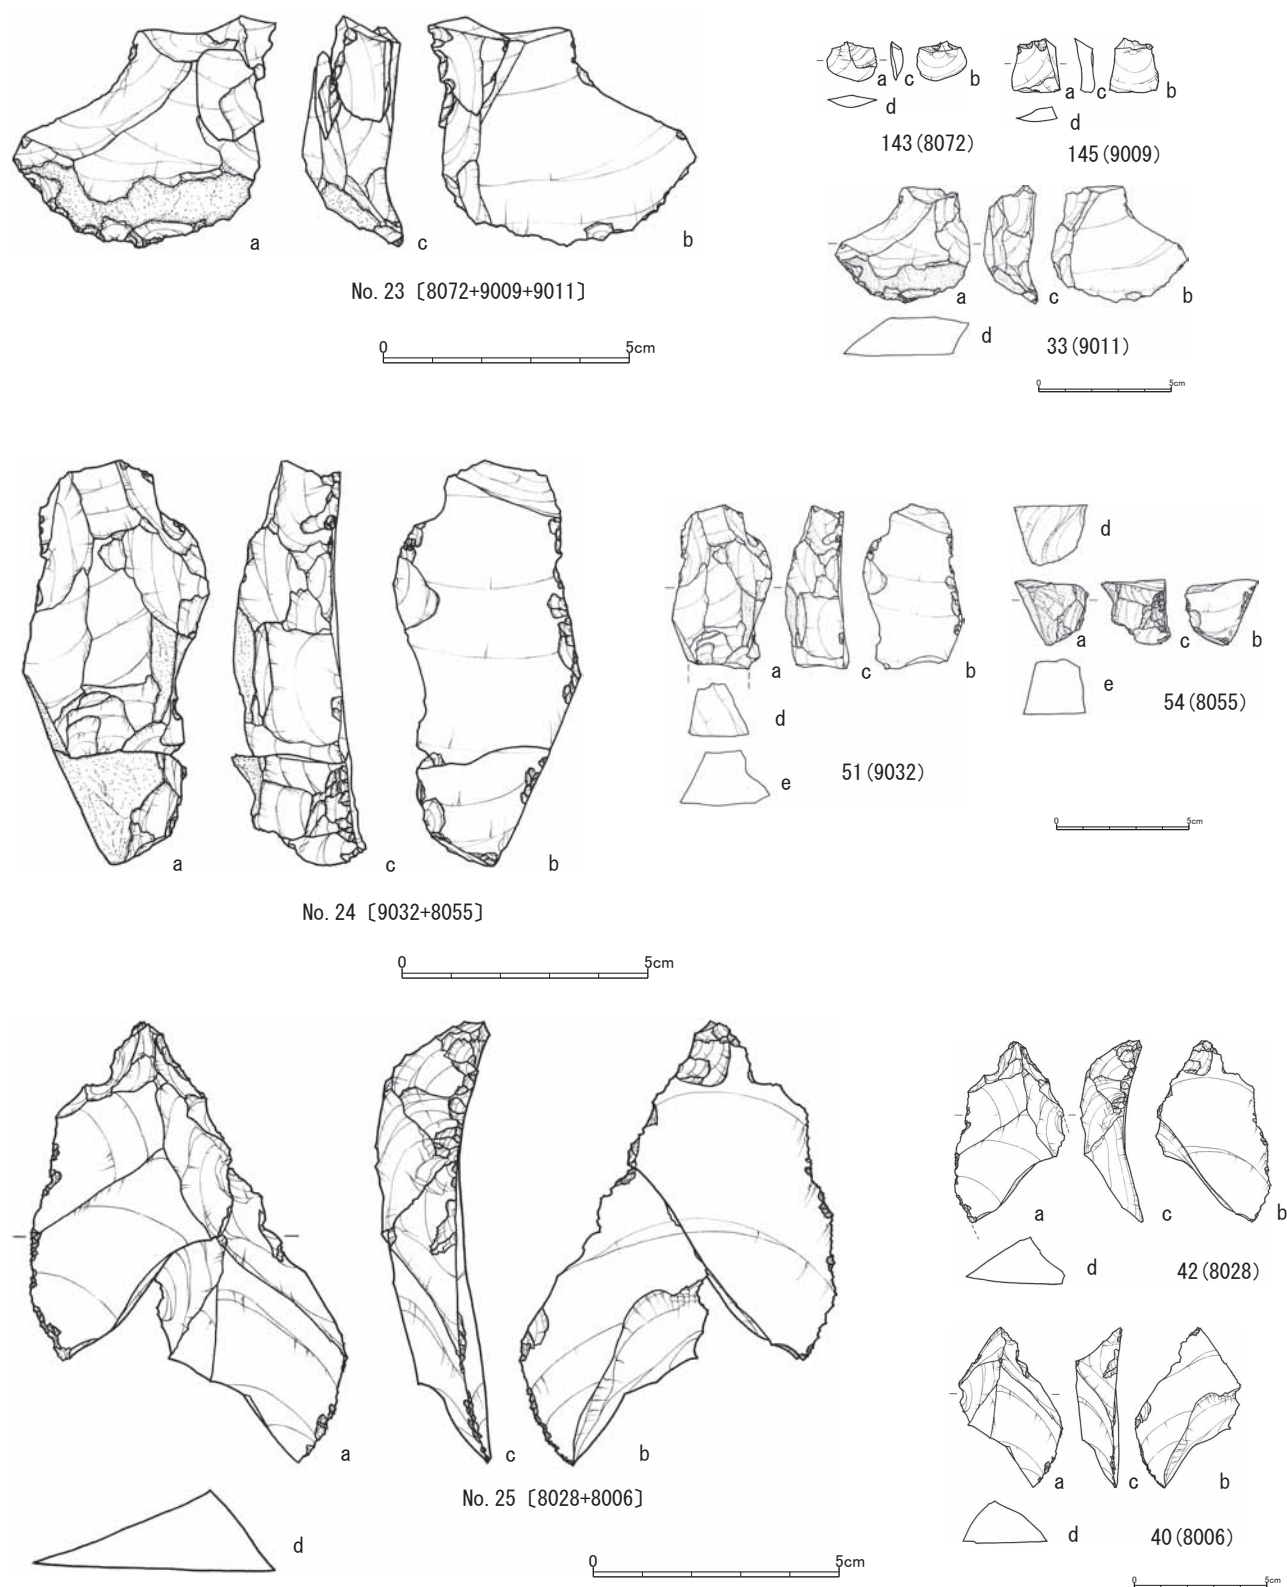 a
c
b
No. 23 〔8072+9009+9011〕
0 5cm
a c b
d
143(8072)
a c b
d
145(9009)
a c b
d
33(9011)
0 5cm
a c b
No. 24 〔9032+8055〕
0 5cm
a c b
d
e
51(9032)
d
a c b
e
54(8055)
0 5cm
a c b
d
No. 25 〔8028+8006〕
0 5cm
a c b
d
42(8028)
a c b
d
40(8006)
0 5cm